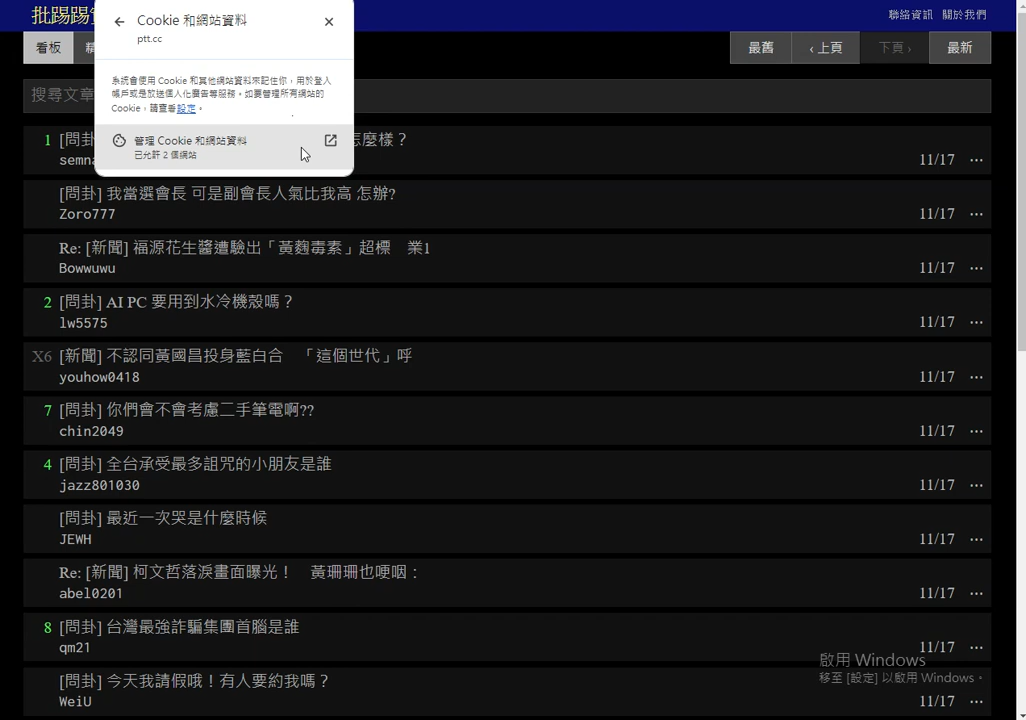 批踢踢實
聯絡資訊 關於我們
Cookie 和網站資料
ptt.cc
看板
最舊
‹ 上頁
下頁 ›
最新
系統會使用 Cookie 和其他網站資料來記住你，用於登入
帳戶或是放送個人化廣告等服務。如要管理所有網站的
Cookie，請查看設定。
搜尋文章
管理 Cookie 和網站資料
已允許 2 個網站
1 [問卦 怎麼樣？
semna
11/17 ⋯
[問卦] 我當選會長 可是副會長人氣比我高 怎辦?
Zoro777
11/17 ⋯
Re: [新聞] 福源花生醬遭驗出「黃麴毒素」超標 業1
Bowwuwu
11/17 ⋯
2 [問卦] AI PC 要用到水冷機殼嗎？
lw5575
11/17 ⋯
X6 [新聞] 不認同黃國昌投身藍白合 「這個世代」呼
youhow0418
11/17 ⋯
7 [問卦] 你們會不會考慮二手筆電啊??
chin2049
11/17 ⋯
4 [問卦] 全台承受最多詛咒的小朋友是誰
jazz801030
11/17 ⋯
[問卦] 最近一次哭是什麼時候
JEWH
11/17 ⋯
Re: [新聞] 柯文哲落淚畫面曝光！ 黃珊珊也哽咽：
abel0201
11/17 ⋯
8 [問卦] 台灣最強詐騙集團首腦是誰
qm21
11/17 ⋯
啟用 Windows
移至 [設定] 以啟用 Windows。
[問卦] 今天我請假哦！有人要約我嗎？
WeiU
11/17 ⋯